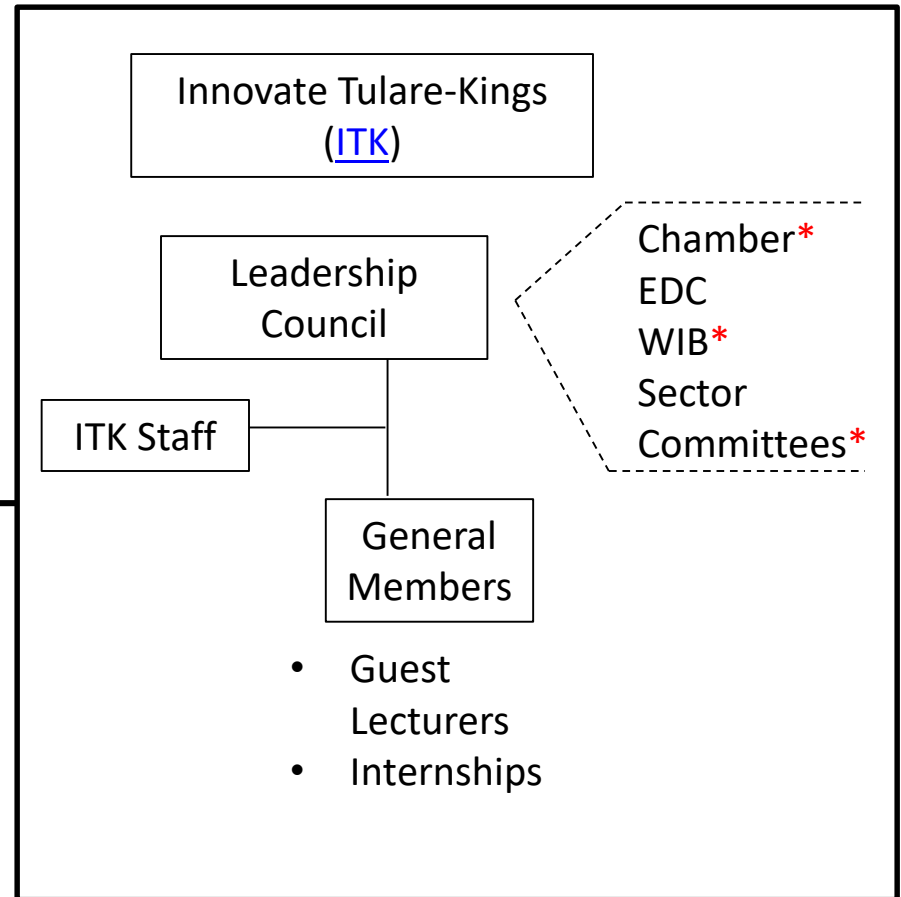 Innovate Tulare-Kings
(ITK)
Leadership
Council
Chamber*
EDC
WIB*
Sector
Committees*
ITK Staff
General
Members
• Guest
Lecturers
• Internships